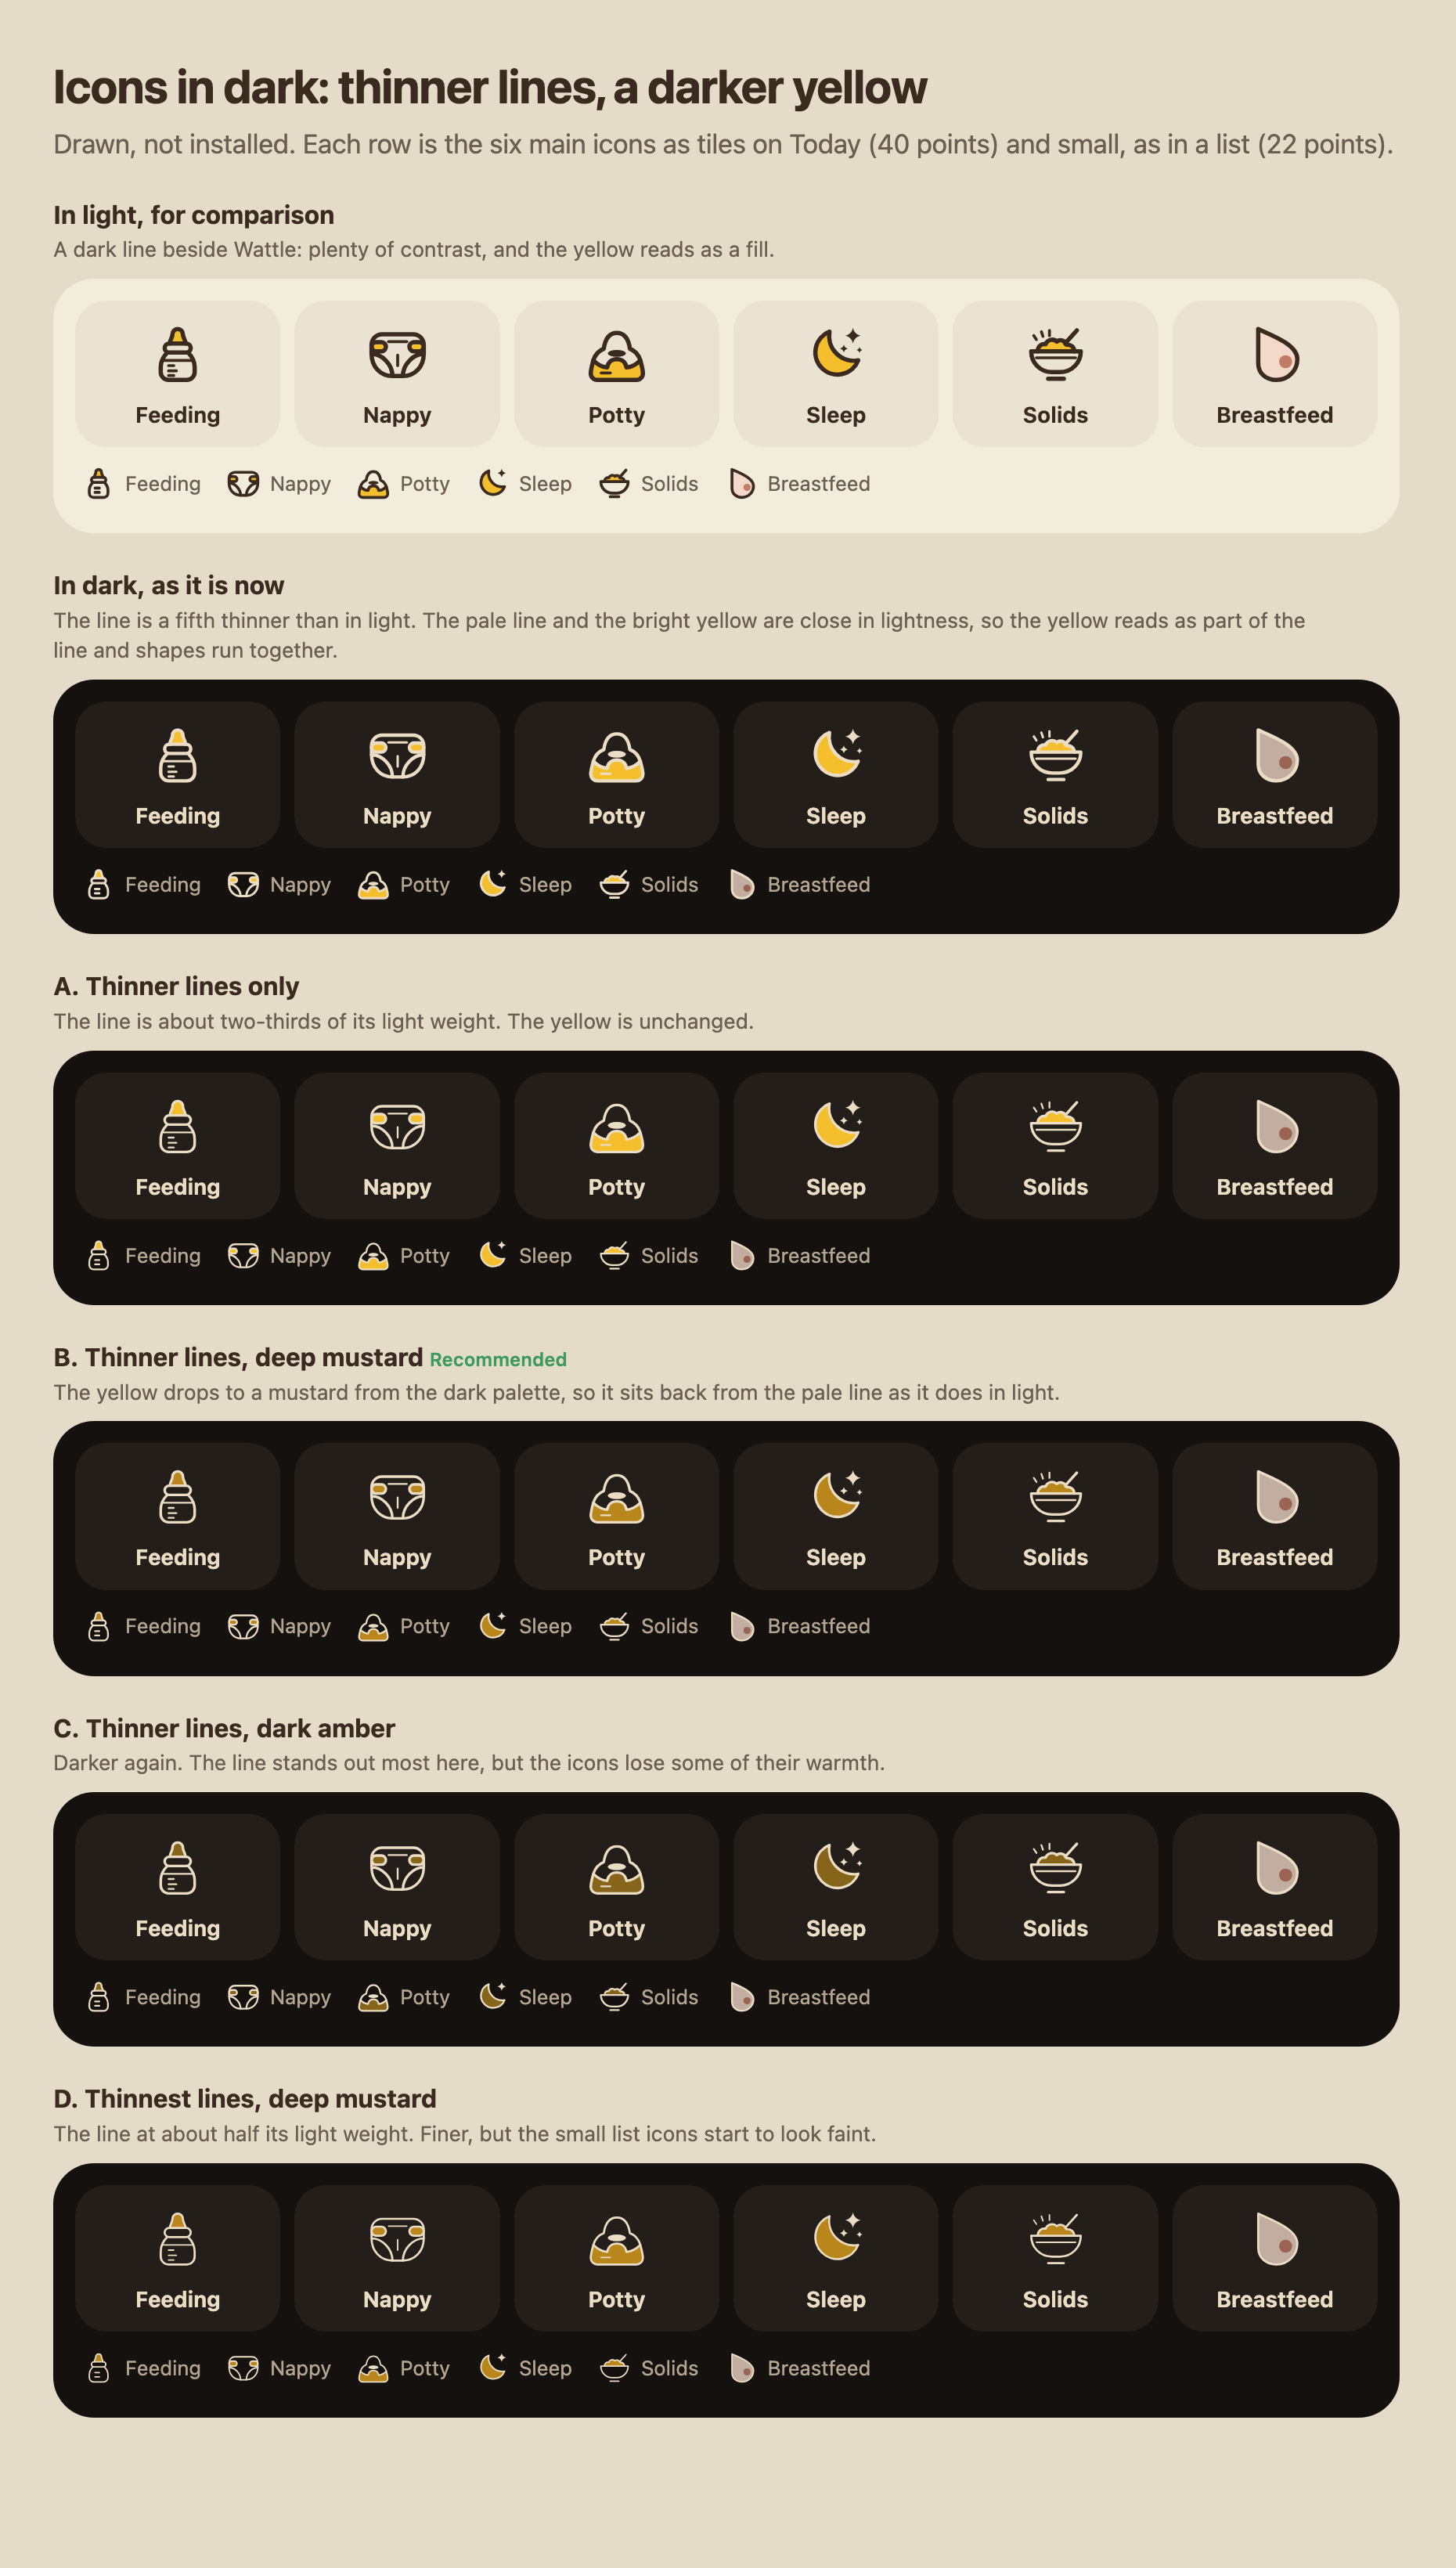 Icons in dark: thinner lines, a darker yellow
Drawn, not installed. Each row is the six main icons as tiles on Today (40 points) and small, as in a list (22 points).
In light, for comparison
A dark line beside Wattle: plenty of contrast, and the yellow reads as a fill.
Feeding Nappy Potty Sleep Solids Breastfeed
Feeding Nappy Potty Sleep Solids Breastfeed
In dark, as it is now
The line is a fifth thinner than in light. The pale line and the bright yellow are close in lightness, so the yellow reads as part of the
line and shapes run together.
Feeding Nappy Potty Sleep Solids Breastfeed
Feeding Nappy Potty Sleep Solids Breastfeed
A. Thinner lines only
The line is about two-thirds of its light weight. The yellow is unchanged.
Feeding Nappy Potty Sleep Solids Breastfeed
Feeding Nappy Potty Sleep Solids Breastfeed
B. Thinner lines, deep mustard Recommended
The yellow drops to a mustard from the dark palette, so it sits back from the pale line as it does in light.
Feeding Nappy Potty Sleep Solids Breastfeed
Feeding Nappy Potty Sleep Solids Breastfeed
C. Thinner lines, dark amber
Darker again. The line stands out most here, but the icons lose some of their warmth.
Feeding Nappy Potty Sleep Solids Breastfeed
Feeding Nappy Potty Sleep Solids Breastfeed
D. Thinnest lines, deep mustard
The line at about half its light weight. Finer, but the small list icons start to look faint.
Feeding Nappy Potty Sleep Solids Breastfeed
Feeding Nappy Potty Sleep Solids Breastfeed